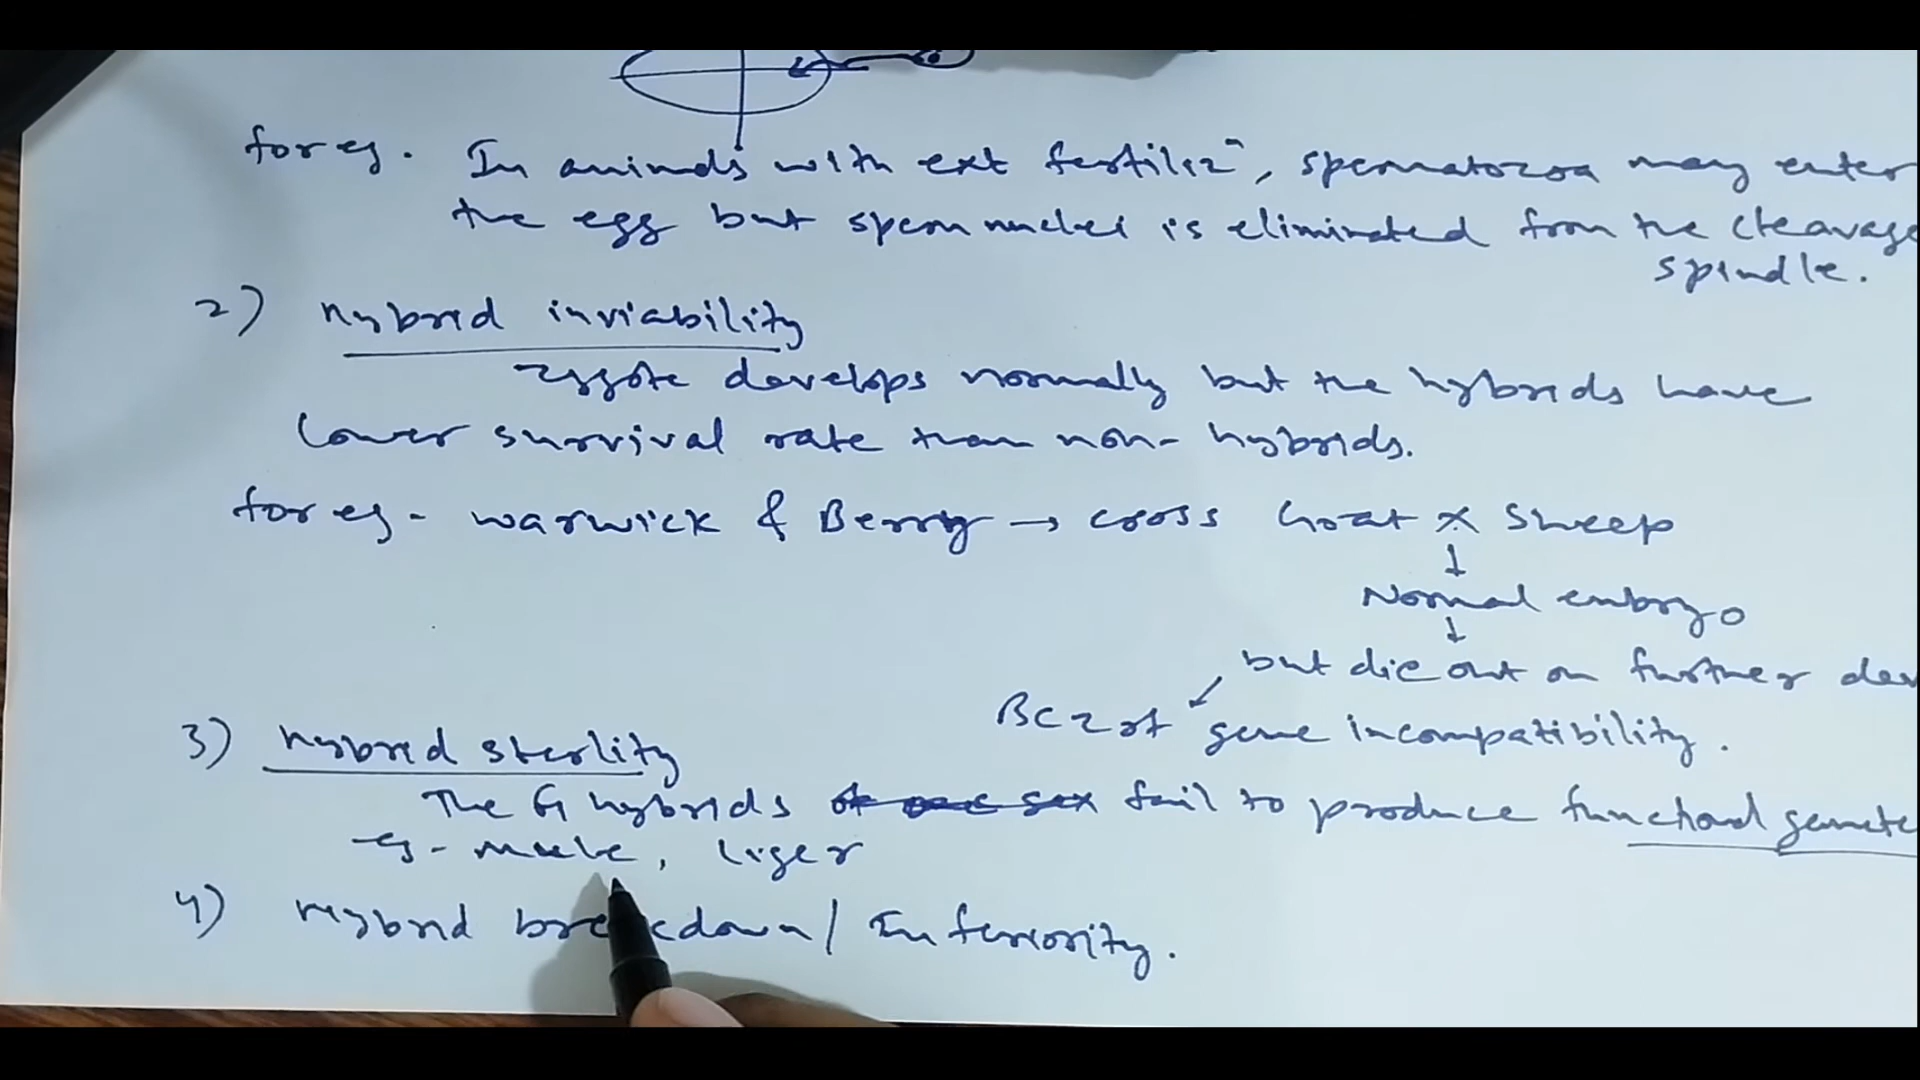 for eg. In animals with ext fertilizn, spermatozoa may enter
the egg but sperm nuclei is eliminated from the cleavage
spindle.
2) Hybrid inviability
Zygote develops normally but the hybrids have
lower survival rate than non-hybrids.
for eg - Warwick & Berry → cross Goat x Sheep
↓
Normal embryo
↓
but die out on further dev
Bcz of gene incompatibility.
3) Hybrid sterlity
The F1 hybrids of one sex fail to produce functional gamete
eg - mule, liger
4) Hybrid breakdown / Inferiority.